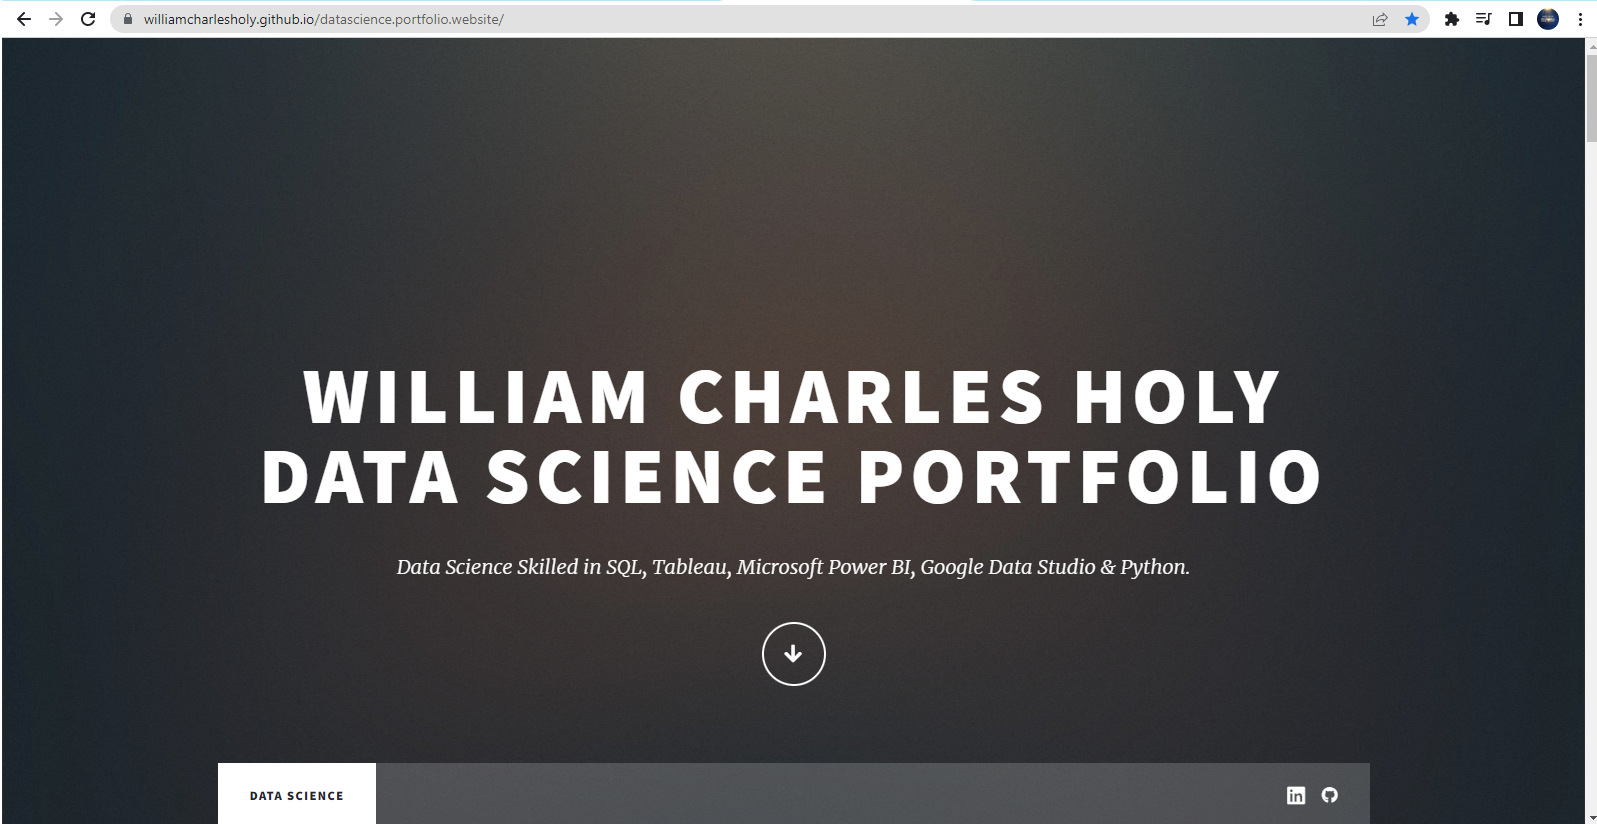 williamcharlesholy.github.io/datascience.portfolio.website/
WILLIAM CHARLES HOLY
DATA SCIENCE PORTFOLIO
Data Science Skilled in SQL, Tableau, Microsoft Power BI, Google Data Studio & Python.
DATA SCIENCE